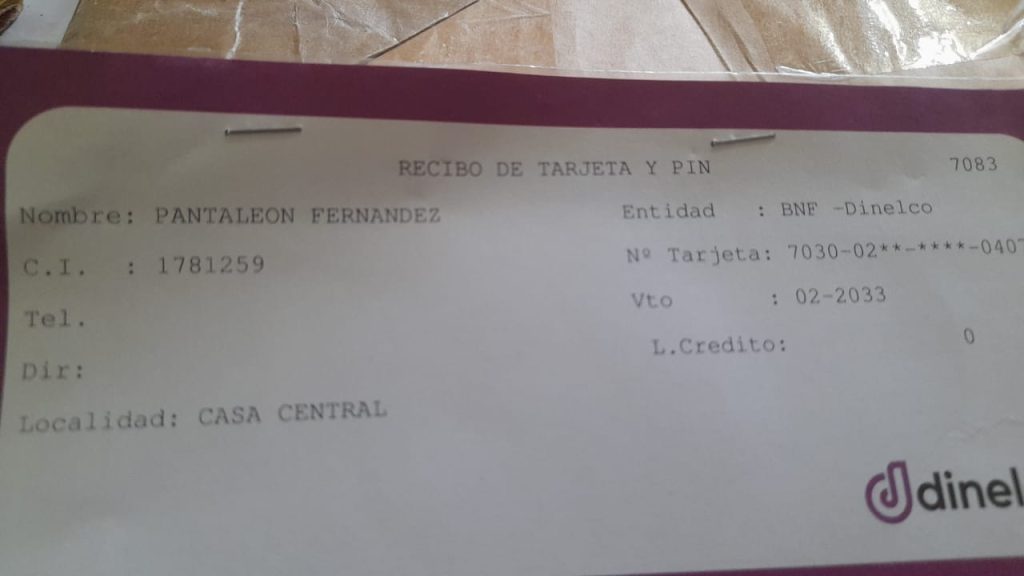 RECIBO DE TARJETA Y PIN 7083
Nombre: PANTALEON FERNANDEZ Entidad : BNF -Dinelco
C.I. : 1781259 Nº Tarjeta: 7030-02**-****-0407
Tel. Vto : 02-2033
Dir: L.Credito: 0
Localidad: CASA CENTRAL
dinel